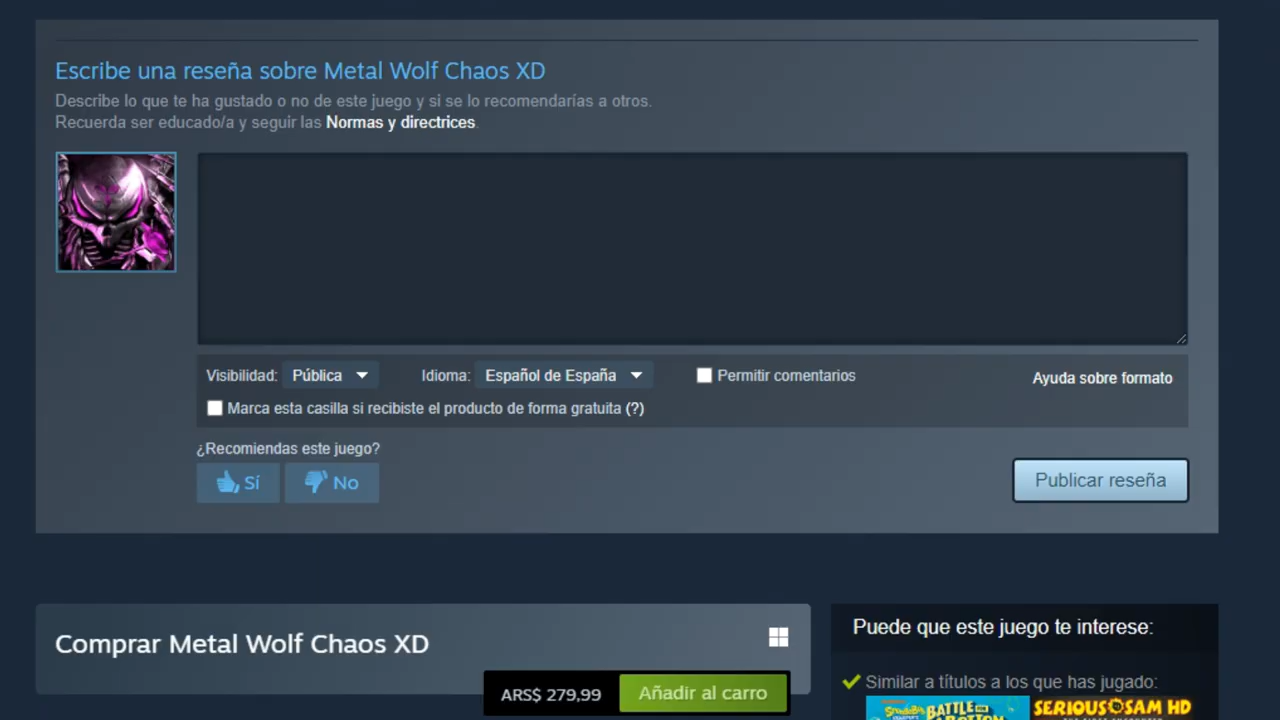 Escribe una reseña sobre Metal Wolf Chaos XD
Describe lo que te ha gustado o no de este juego y si se lo recomendarías a otros.
Recuerda ser educado/a y seguir las Normas y directrices.
Visibilidad: Pública Idioma: Español de España Permitir comentarios Ayuda sobre formato
Marca esta casilla si recibiste el producto de forma gratuita (?)
¿Recomiendas este juego?
Sí No Publicar reseña
Comprar Metal Wolf Chaos XD
ARS$ 279,99 Añadir al carro
Puede que este juego te interese:
Similar a títulos a los que has jugado:
BATTLE
SERIOUS SAM HD